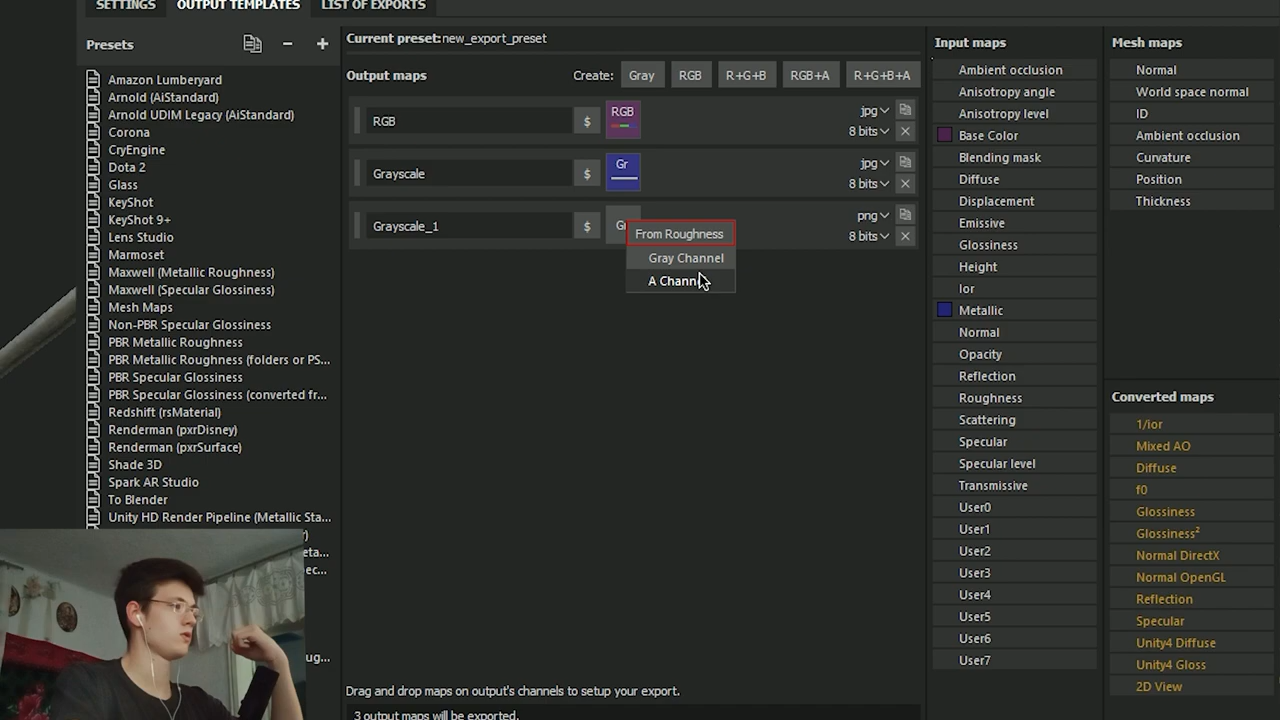 SETTINGS
OUTPUT TEMPLATES
LIST OF EXPORTS
Presets
Amazon Lumberyard
Arnold (AiStandard)
Arnold UDIM Legacy (AiStandard)
Corona
CryEngine
Dota 2
Glass
KeyShot
KeyShot 9+
Lens Studio
Marmoset
Maxwell (Metallic Roughness)
Maxwell (Specular Glossiness)
Mesh Maps
Non-PBR Specular Glossiness
PBR Metallic Roughness
PBR Metallic Roughness (folders or PS...
PBR Specular Glossiness
PBR Specular Glossiness (converted fr...
Redshift (rsMaterial)
Renderman (pxrDisney)
Renderman (pxrSurface)
Shade 3D
Spark AR Studio
To Blender
Unity HD Render Pipeline (Metallic Sta...
Current preset:new_export_preset
Output maps
Create: Gray RGB R+G+B RGB+A R+G+B+A
RGB $ RGB jpg
8 bits
Grayscale $ Gr jpg
8 bits
Grayscale_1 $ Gr png
8 bits
From Roughness
Gray Channel
A Channel
Drag and drop maps on output's channels to setup your export.
3 output maps will be exported.
Input maps
Ambient occlusion
Anisotropy angle
Anisotropy level
Base Color
Blending mask
Diffuse
Displacement
Emissive
Glossiness
Height
Ior
Metallic
Normal
Opacity
Reflection
Roughness
Scattering
Specular
Specular level
Transmissive
User0
User1
User2
User3
User4
User5
User6
User7
Mesh maps
Normal
World space normal
ID
Ambient occlusion
Curvature
Position
Thickness
Converted maps
1/ior
Mixed AO
Diffuse
f0
Glossiness
Glossiness²
Normal DirectX
Normal OpenGL
Reflection
Specular
Unity4 Diffuse
Unity4 Gloss
2D View